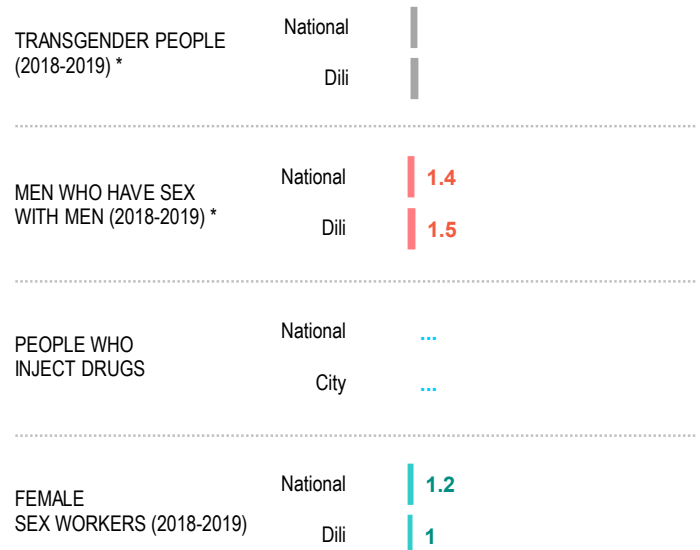 TRANSGENDER PEOPLE
(2018-2019) *
National
Dili
MEN WHO HAVE SEX
WITH MEN (2018-2019) *
National 1.4
Dili 1.5
PEOPLE WHO
INJECT DRUGS
National ...
City ...
FEMALE
SEX WORKERS (2018-2019)
National 1.2
Dili 1